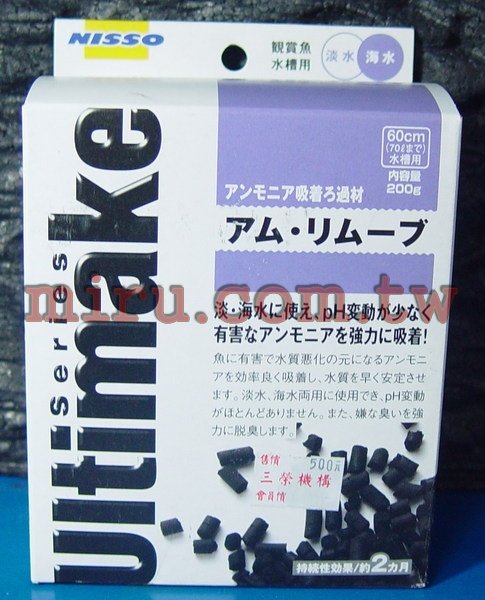 NISSO
観賞魚
水槽用
淡水
海水
60cm
(70ℓまで)
水槽用
内容量
200g
アンモニア吸着ろ過材
アム・リムーブ
Ultimake
series
miru.com.tw
淡・海水に使え、pH変動が少なく
有害なアンモニアを強力に吸着!
魚に有害で水質悪化の元になるアンモニ
アを効率良く吸着し、水質を早く安定させ
ます。淡水、海水両用に使用でき、pH変動
がほとんどありません。また、嫌な臭いを強
力に脱臭します。
售價 500元
三榮機構
會員價
持続性効果/約2カ月